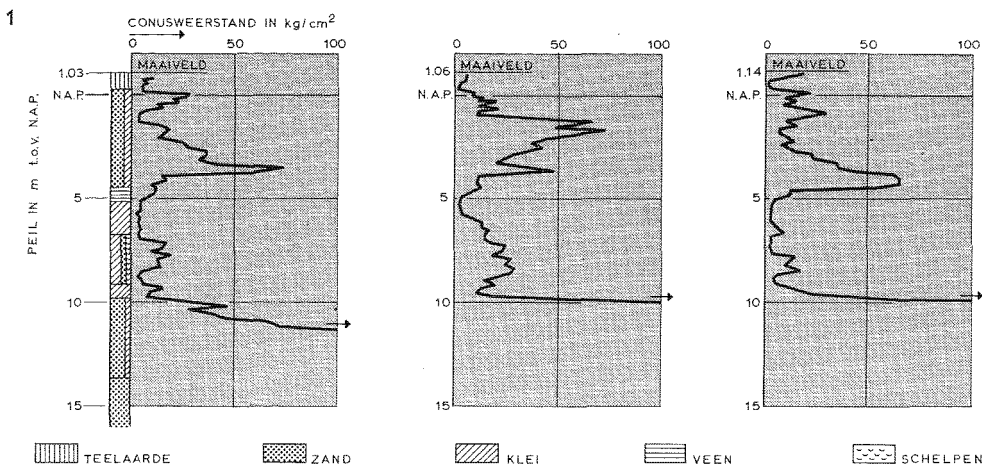 1
CONUSWEERSTAND IN kg/cm²
0 50 100
0 50 100
0 50 100
MAAIVELD
MAAIVELD
MAAIVELD
1.03
1.06
1.14
N.A.P.
N.A.P.
N.A.P.
PEIL IN m t.o.v. N.A.P.
5
5
5
10
10
10
15
15
15
TEELAARDE
ZAND
KLEI
VEEN
SCHELPEN